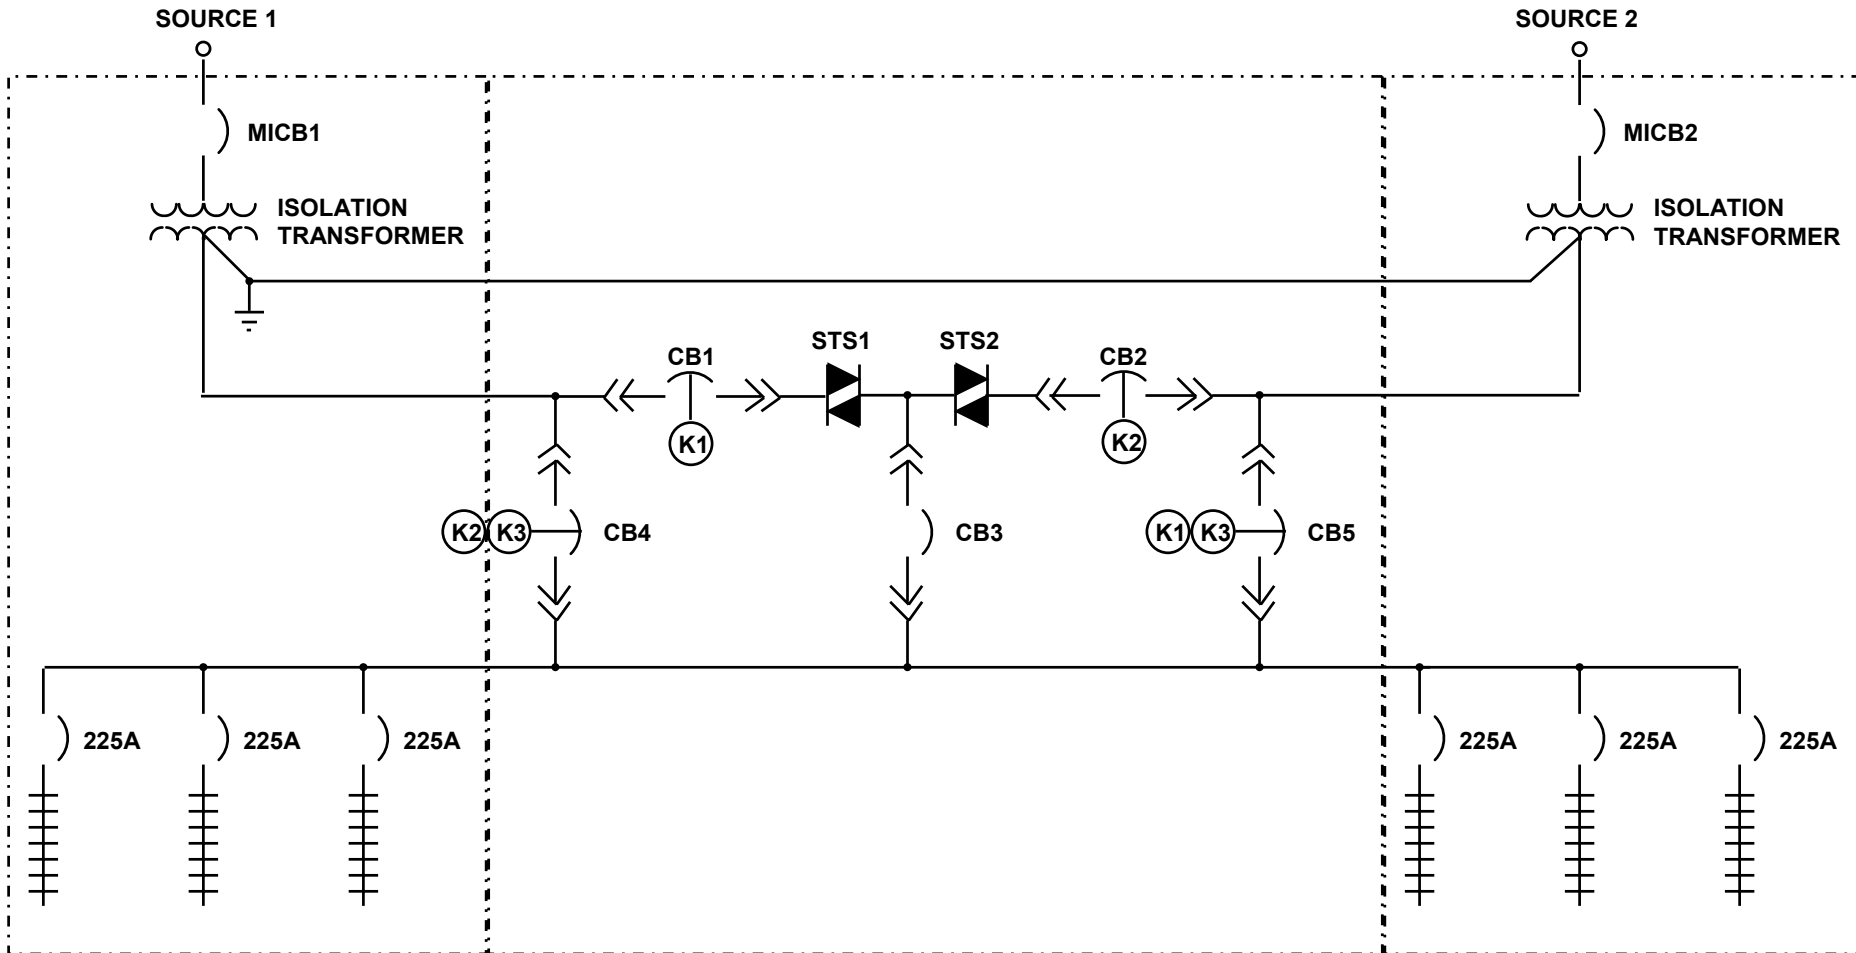 SOURCE 1
SOURCE 2
MICB1
MICB2
ISOLATION
TRANSFORMER
ISOLATION
TRANSFORMER
STS1
STS2
CB1
CB2
K1
K2
K2
K3
CB4
CB3
K1
K3
CB5
225A
225A
225A
225A
225A
225A